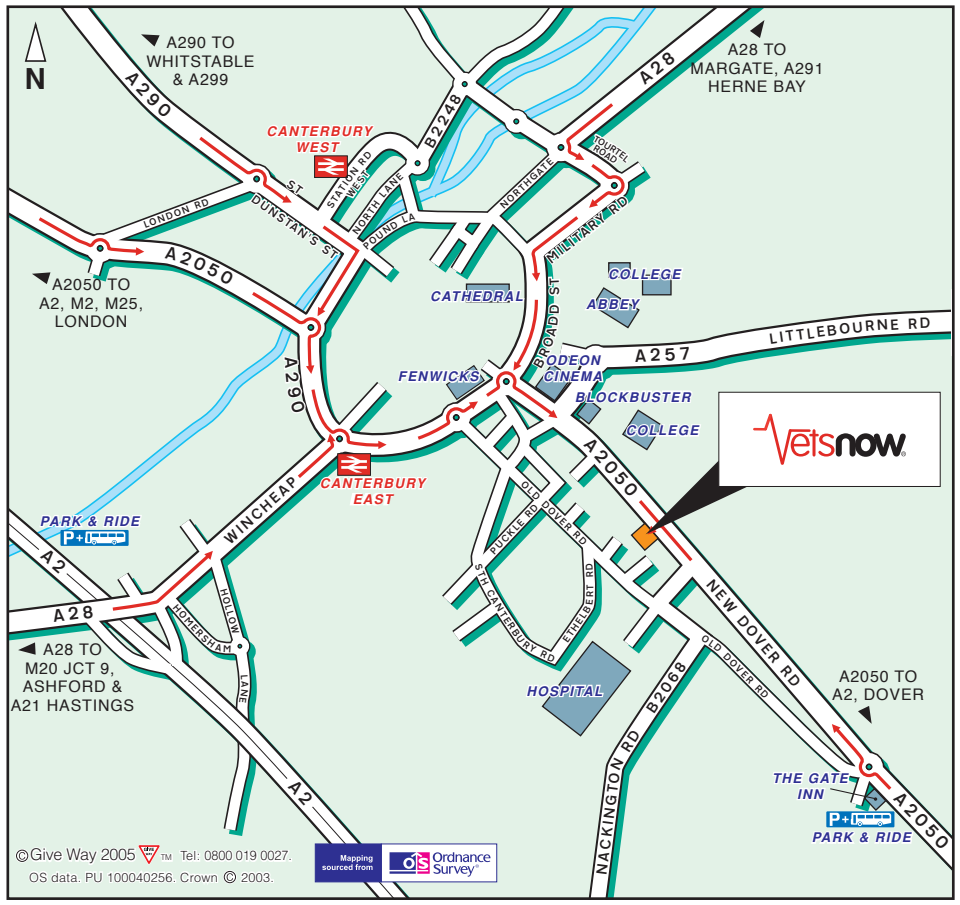 N
A290 TO
WHITSTABLE
& A299
A28 TO
MARGATE, A291
HERNE BAY
A290
A28
B2248
CANTERBURY
WEST
TOURTEL
ROAD
STATION RD
WEST
NORTH LANE
NORTHGATE
ST
DUNSTAN'S ST
LONDON RD
POUND LA
MILITARY RD
A2050
A2050 TO
A2, M2, M25,
LONDON
CATHEDRAL
COLLEGE
ABBEY
BROADD ST
LITTLEBOURNE RD
A257
ODEON
CINEMA
FENWICKS
A290
BLOCKBUSTER
COLLEGE
Vetsnow®
A2050
CANTERBURY
EAST
WINCHEAP
OLD DOVER RD
PUCKLE RD
PARK & RIDE
P+
A2
STH CANTERBURY RD
ETHELBERT RD
NEW DOVER RD
A28
HOMERSHAM
HOLLOW
LANE
A28 TO
M20 JCT 9,
ASHFORD &
A21 HASTINGS
OLD DOVER RD
HOSPITAL
B2068
NACKINGTON RD
A2050 TO
A2, DOVER
A2
THE GATE
INN
P+
PARK & RIDE
A2050
©Give Way 2005 GIVE WAY TM Tel: 0800 019 0027.
OS data. PU 100040256. Crown © 2003.
Mapping
sourced from
OS Ordnance
Survey®